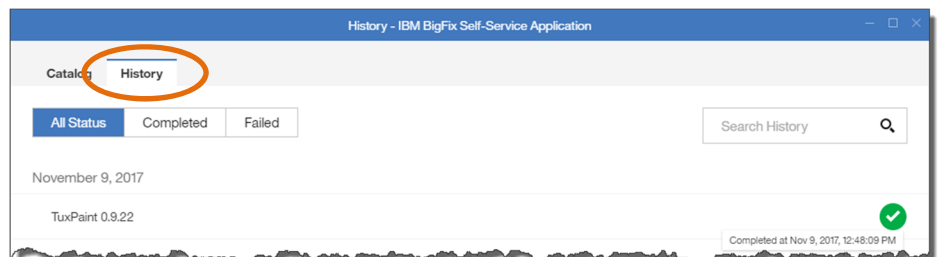 History - IBM BigFix Self-Service Application
Catalog History
All Status Completed Failed
Search History
November 9, 2017
TuxPaint 0.9.22
Completed at Nov 9, 2017, 12:48:09 PM